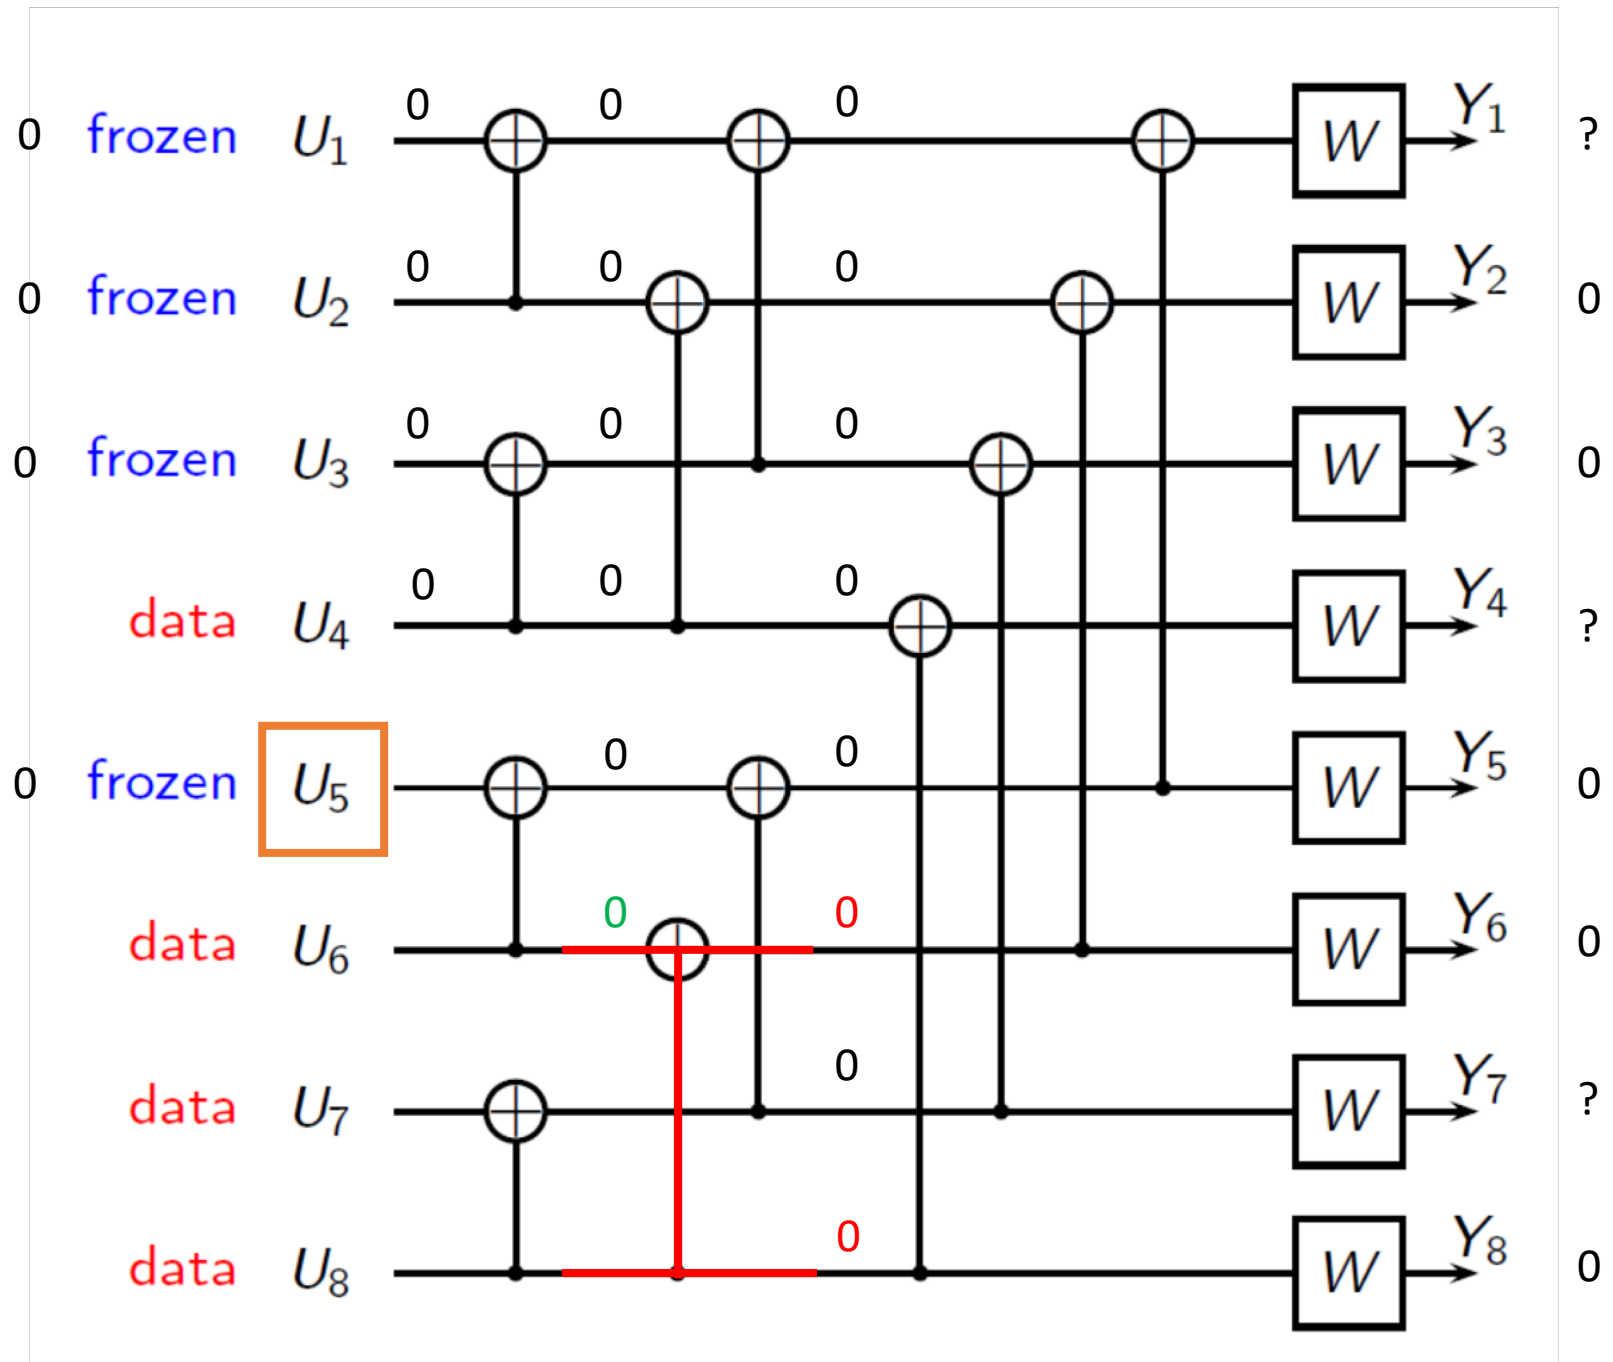 0 0 0
0 frozen U1 W Y1 ?
0 0 0
0 frozen U2 W Y2 0
0 0 0
0 frozen U3 W Y3 0
0 0 0
data U4 W Y4 ?
0 0
0 frozen U5 W Y5 0
0 0
data U6 W Y6 0
0
data U7 W Y7 ?
0
data U8 W Y8 0